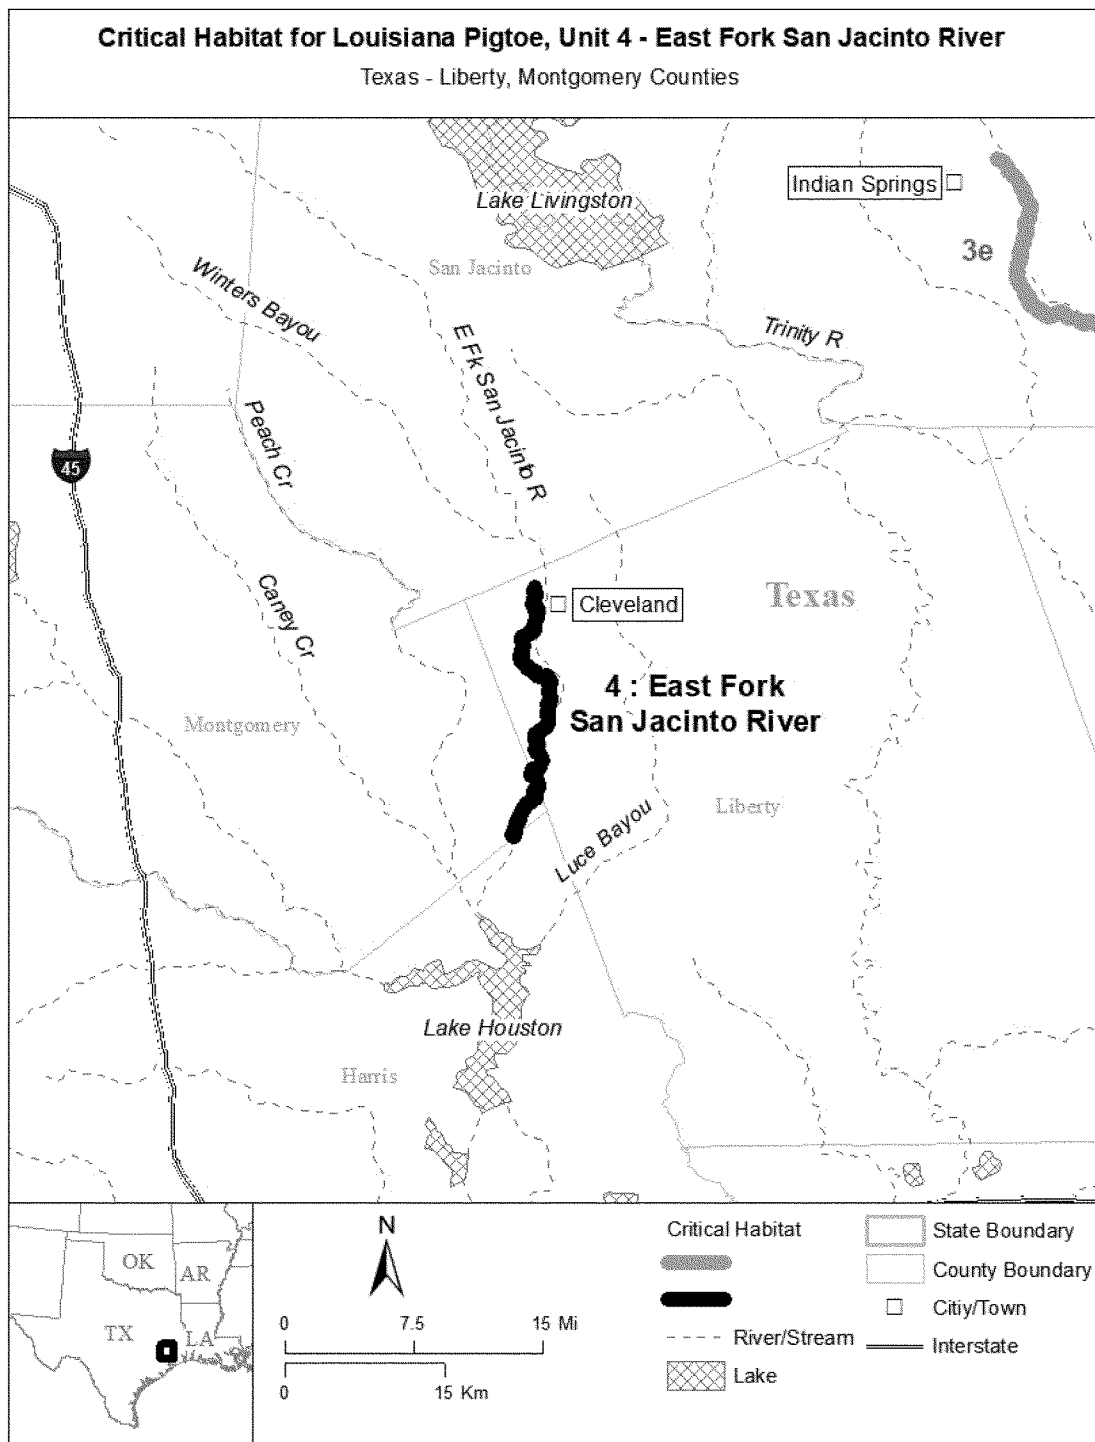 Critical Habitat for Louisiana Pigtoe, Unit 4 - East Fork San Jacinto River
Texas - Liberty, Montgomery Counties
Indian Springs
Lake Livingston
3e
San Jacinto
Winters Bayou
E Fk San Jacinto R
Trinity R
Peach Cr
45
Caney Cr
Texas
Cleveland
4 : East Fork
San Jacinto River
Montgomery
Liberty
Luce Bayou
Lake Houston
Harris
OK
AR
TX
LA
N
0 7.5 15 Mi
0 15 Km
Critical Habitat
River/Stream
Lake
State Boundary
County Boundary
Citiy/Town
Interstate